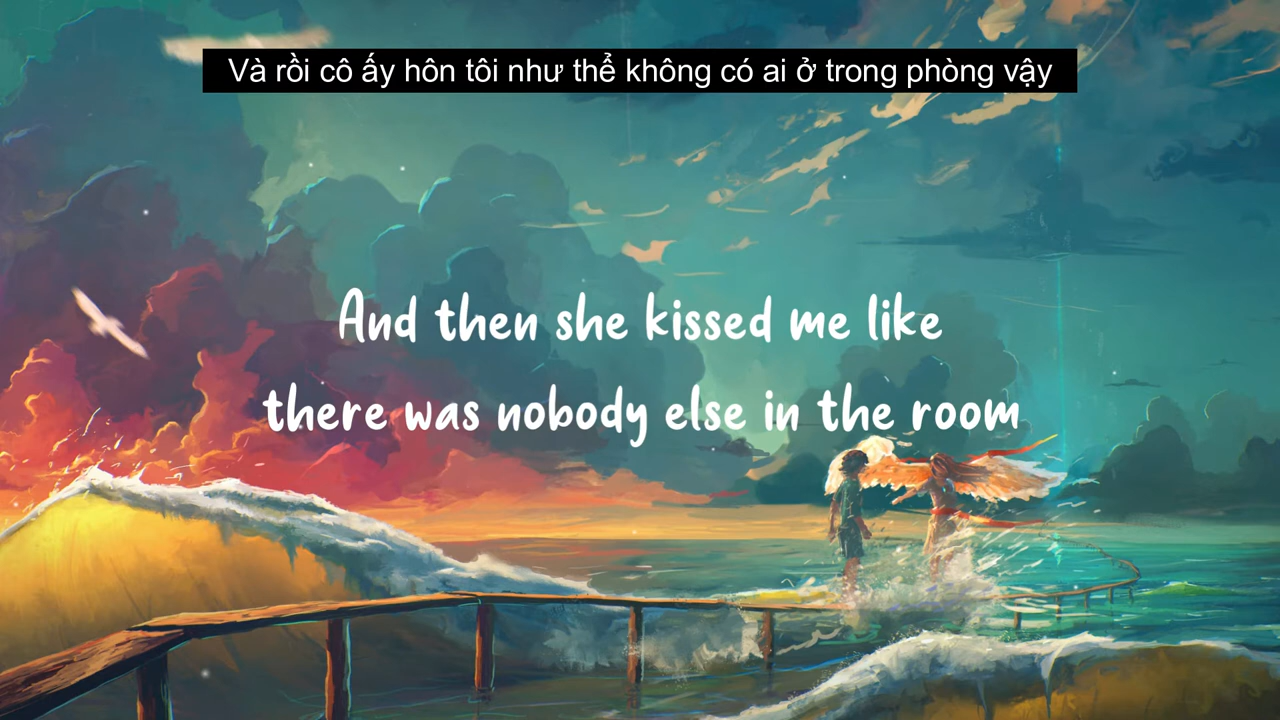 Và rồi cô ấy hôn tôi như thể không có ai ở trong phòng vậy
And then she kissed me like
there was nobody else in the room